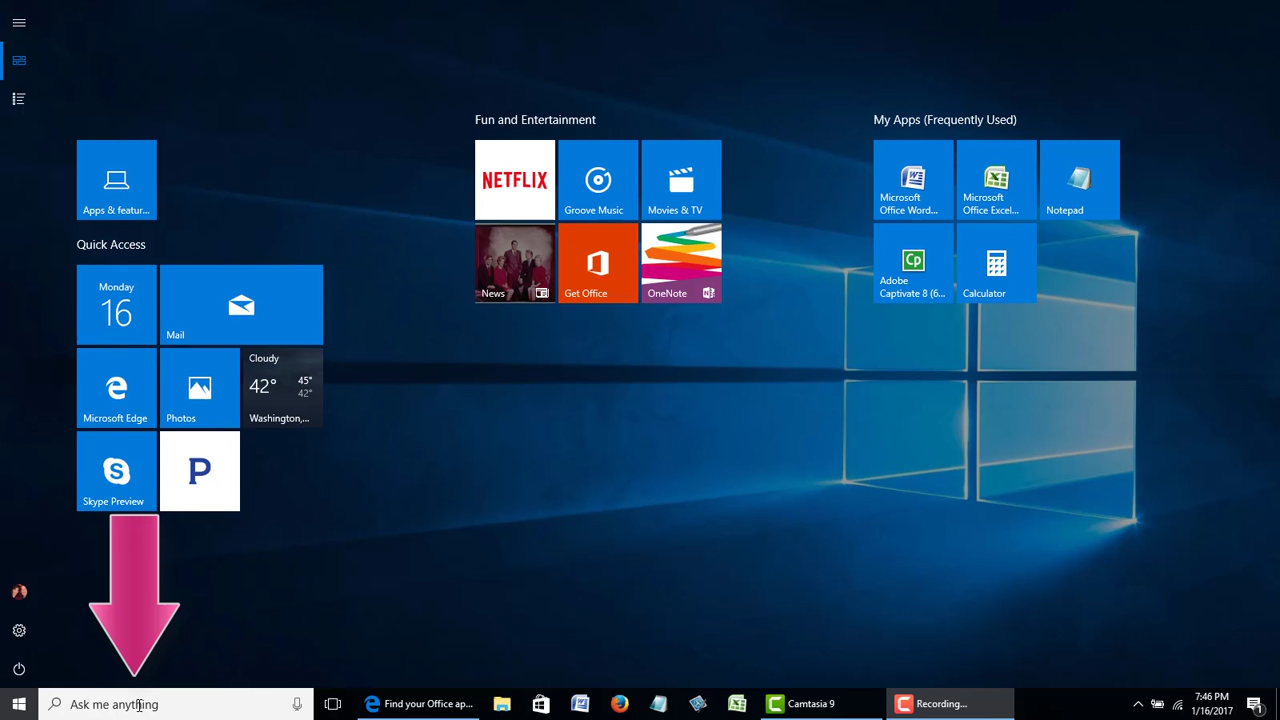 Apps & featur...
Quick Access
Monday
16
Mail
Microsoft Edge
Photos
Cloudy
42°
45°
42°
Washington,...
Skype Preview
P
Fun and Entertainment
NETFLIX
Groove Music
Movies & TV
News
Get Office
OneNote
My Apps (Frequently Used)
Microsoft
Office Word...
Microsoft
Office Excel...
Notepad
Cp
Adobe
Captivate 8 (6...
Calculator
Ask me anything
Find your Office ap...
Camtasia 9
Recording...
7:46 PM
1/16/2017
1